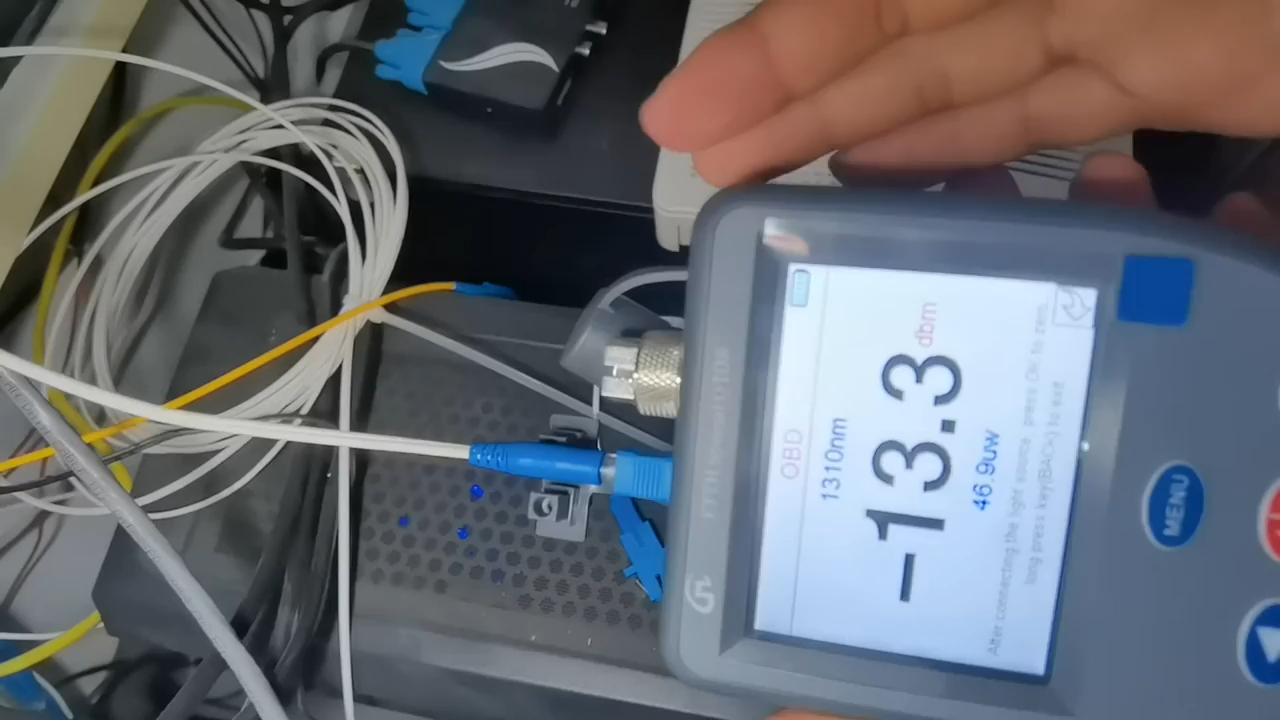 OBD
1310nm
-13.3 dbm
46.9uw
After connecting the light source press OK to zero,
long press key(BACK) to exit
MENU